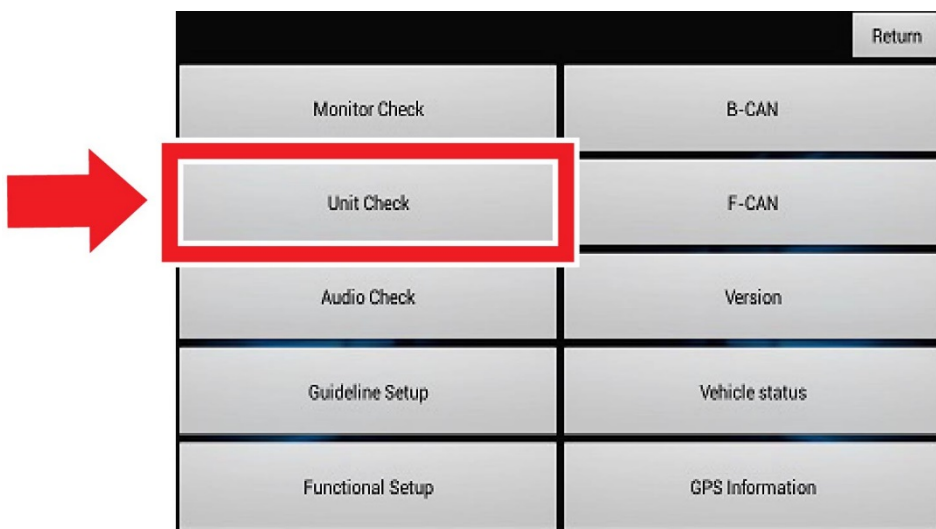 Return
Monitor Check
B-CAN
Unit Check
F-CAN
Audio Check
Version
Guideline Setup
Vehicle status
Functional Setup
GPS Information